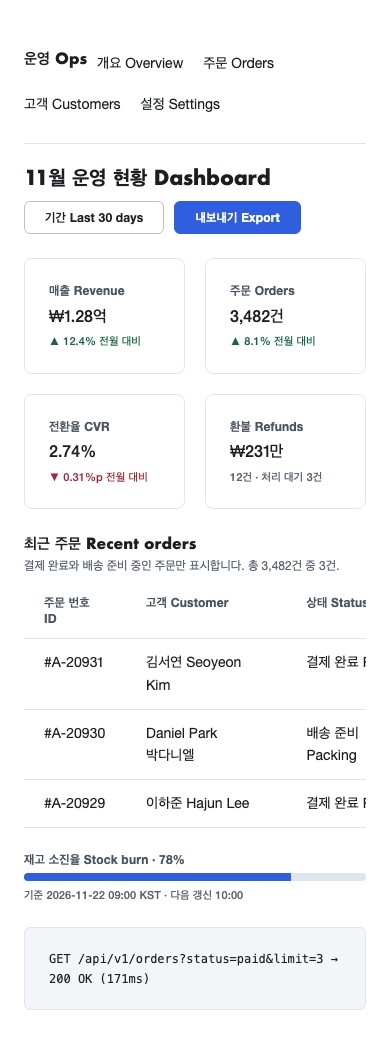 운영 Ops 개요 Overview 주문 Orders
고객 Customers 설정 Settings
11월 운영 현황 Dashboard
기간 Last 30 days 내보내기 Export
매출 Revenue
₩1.28억
▲ 12.4% 전월 대비
주문 Orders
3,482건
▲ 8.1% 전월 대비
전환율 CVR
2.74%
▼ 0.31%p 전월 대비
환불 Refunds
₩231만
12건 · 처리 대기 3건
최근 주문 Recent orders
결제 완료와 배송 준비 중인 주문만 표시합니다. 총 3,482건 중 3건.
주문 번호 ID 고객 Customer 상태 Status
#A-20931 김서연 Seoyeon Kim 결제 완료
#A-20930 Daniel Park 박다니엘 배송 준비 Packing
#A-20929 이하준 Hajun Lee 결제 완료
재고 소진율 Stock burn · 78%
기준 2026-11-22 09:00 KST · 다음 갱신 10:00
GET /api/v1/orders?status=paid&limit=3 →
200 OK (171ms)